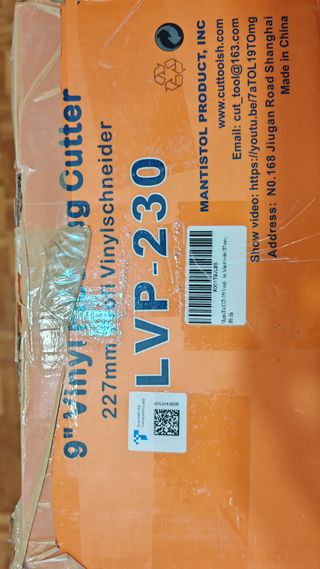 9" Vinyl
g Cutter
227mm
Vinylschneider
LVP-230
MANTISTOL PRODUCT, INC
www.cuttoolsh.com
Email: cut_tool@163.com
Show video: https://youtu.be/7aTOL19TOmg
Address: N0.168 Jiugan Road Shanghai
Made in China